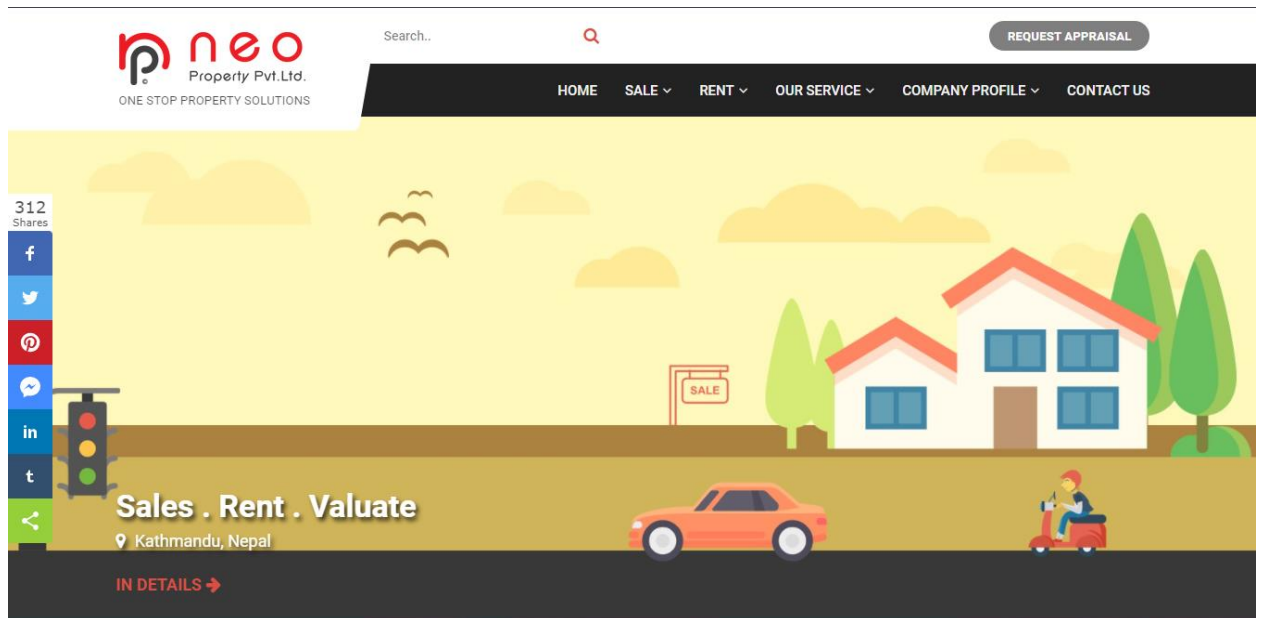 neo
Property Pvt.Ltd.
ONE STOP PROPERTY SOLUTIONS
Search..
REQUEST APPRAISAL
HOME SALE RENT OUR SERVICE COMPANY PROFILE CONTACT US
312
Shares
SALE
Sales . Rent . Valuate
Kathmandu, Nepal
IN DETAILS